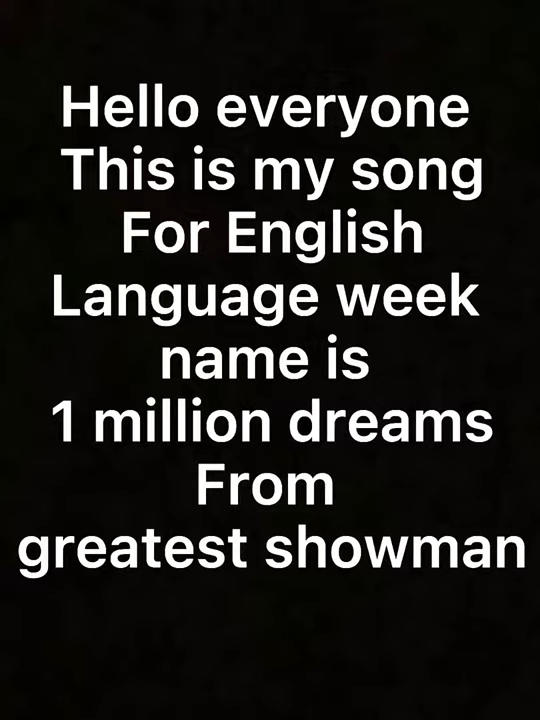 Hello everyone
This is my song
For English
Language week
name is
1 million dreams
From
greatest showman